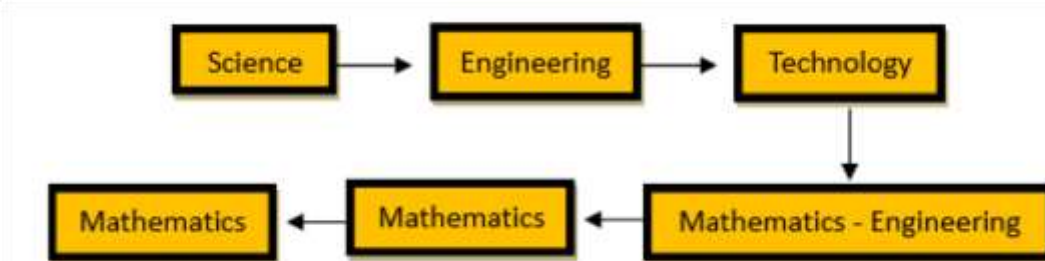 Science
Engineering
Technology
Mathematics - Engineering
Mathematics
Mathematics